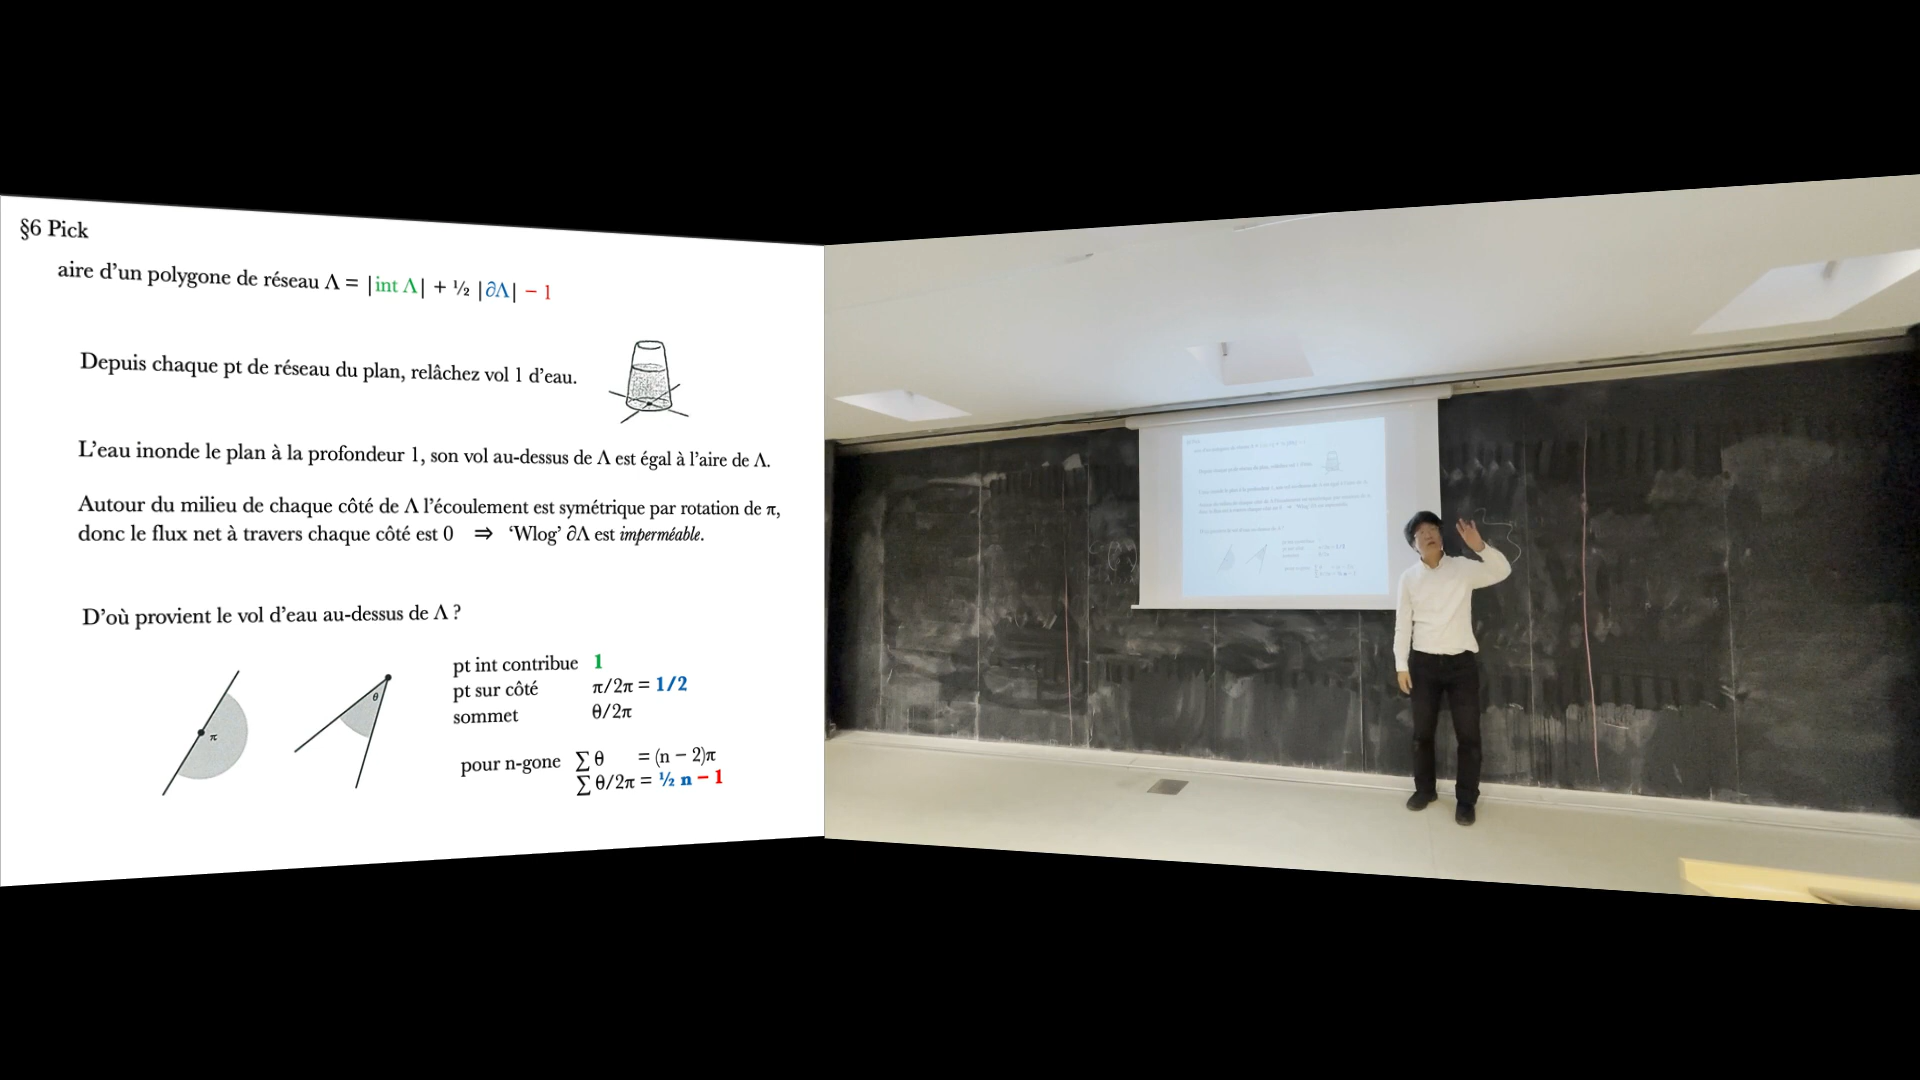 §6 Pick
aire d'un polygone de réseau Λ = |int Λ| + ½ |∂Λ| − 1
Depuis chaque pt de réseau du plan, relâchez vol 1 d'eau.
L'eau inonde le plan à la profondeur 1, son vol au-dessus de Λ est égal à l'aire de Λ.
Autour du milieu de chaque côté de Λ l'écoulement est symétrique par rotation de π,
donc le flux net à travers chaque côté est 0 ⇒ 'Wlog' ∂Λ est imperméable.
D'où provient le vol d'eau au-dessus de Λ ?
π
θ
pt int contribue 1
pt sur côté π/2π = 1/2
sommet θ/2π
pour n-gone ∑ θ = (n − 2)π
∑ θ/2π = ½ n − 1